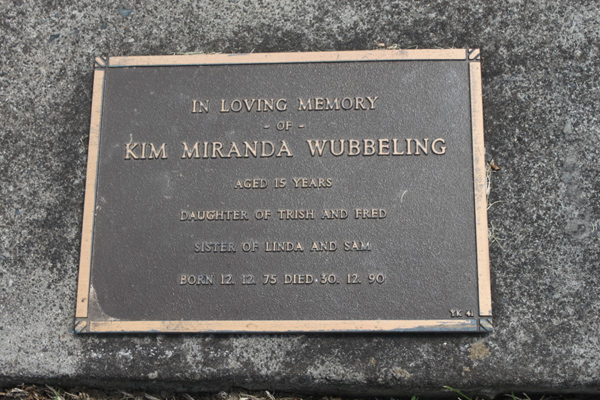 IN LOVING MEMORY
- OF -
KIM MIRANDA WUBBELING
AGED 15 YEARS
DAUGHTER OF TRISH AND FRED
SISTER OF LINDA AND SAM
BORN 12. 12. 75 DIED. 30. 12. 90
Y.K. 41